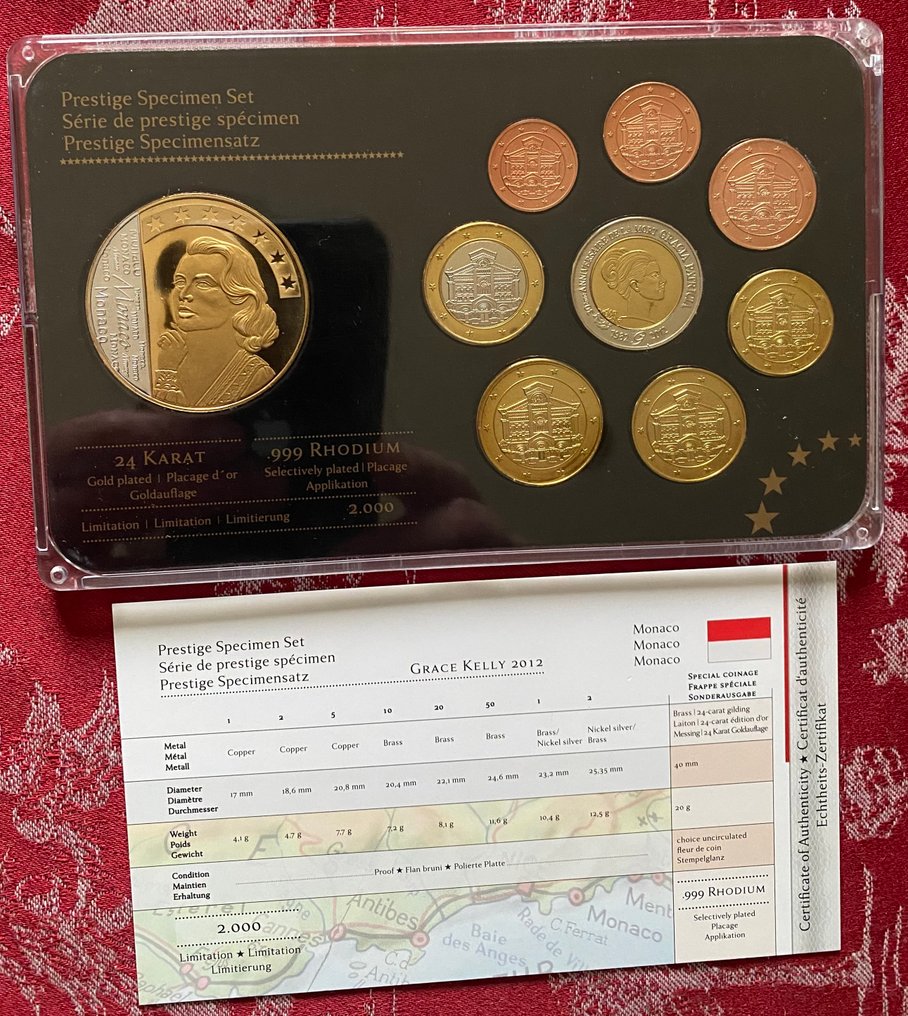 Prestige Specimen Set
Série de prestige spécimen
Prestige Specimensatz
Monaco
MONACO
Monaco
Monaco
24 KARAT
Gold plated | Placage d´or
Goldauflage
.999 RHODIUM
Selectively plated | Placage
Applikation
Limitation | Limitation | Limitierung
2.000
Prestige Specimen Set
Série de prestige spécimen
Prestige Specimensatz
GRACE KELLY 2012
Monaco
Monaco
Monaco
SPECIAL COINAGE
FRAPPE SPÉCIALE
SONDERAUSGABE
1 2 5 10 20 50 1 2
Metal
Métal
Metall
Copper Copper Copper Brass Brass Brass Brass/ Nickel silver Nickel silver/ Brass
Brass | 24-carat gilding
Laiton | 24-carat édition d'or
Messing | 24 Karat Goldauflage
Diameter
Diamètre
Durchmesser
17 mm 18,6 mm 20,8 mm 20,4 mm 22,1 mm 24,6 mm 23,2 mm 25,35 mm
40 mm
Weight
Poids
Gewicht
4,1 g 4,7 g 7,7 g 7,2 g 8,1 g 11,6 g 10,4 g 12,5 g
20 g
Condition
Maintien
Erhaltung
Proof ★ Flan bruni ★ Polierte Platte
choice uncirculated
fleur de coin
Stempelglanz
2.000
Limitation ★ Limitation
Limitierung
.999 RHODIUM
Selectively plated
Placage
Applikation
Antibes
Baie
des Anges
C. Ferrat
Rade de
Monaco
Ment
Certificate of Authenticity ★ Certificat d'authenticité
Echtheits-Zertifikat